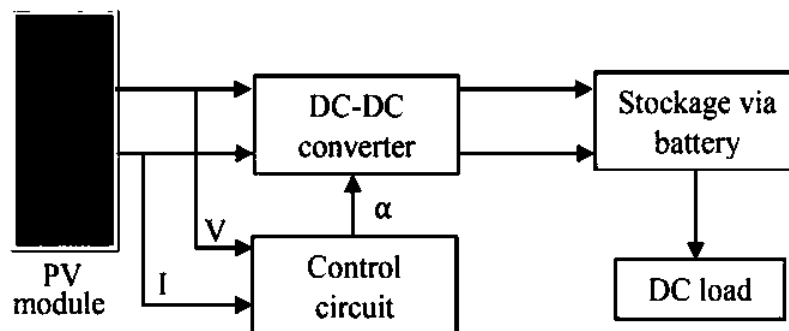 DC-DC
converter
Stockage via
battery
α
V
I
PV
module
Control
circuit
DC load